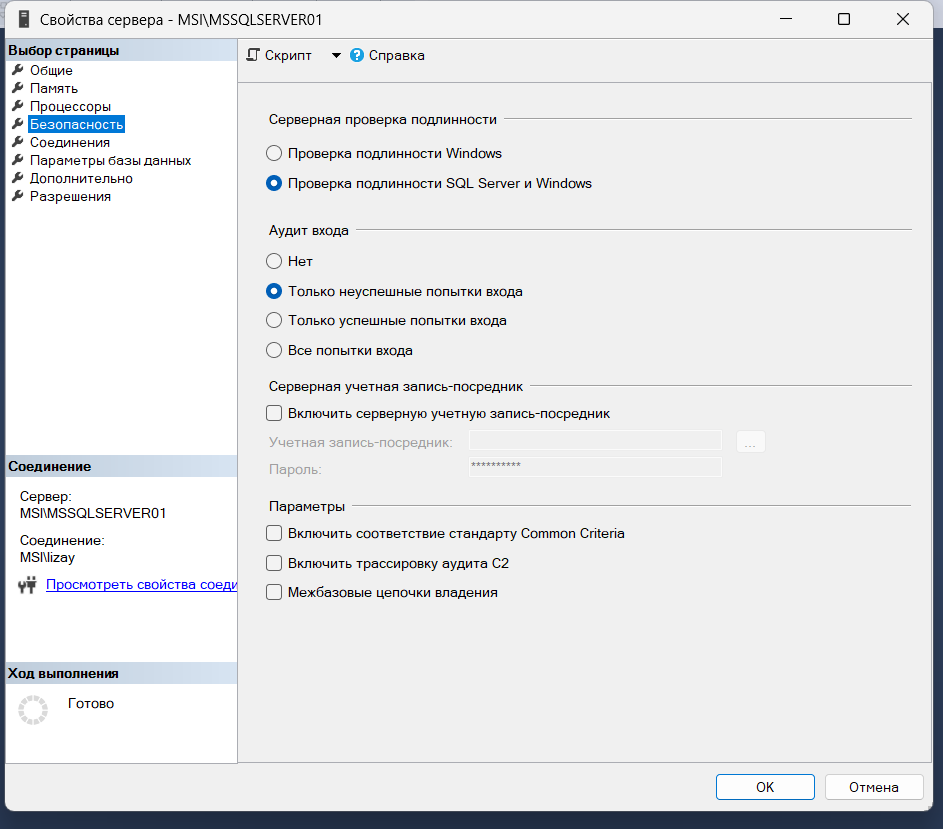 Свойства сервера - MSI\MSSQLSERVER01
Выбор страницы
Общие
Память
Процессоры
Безопасность
Соединения
Параметры базы данных
Дополнительно
Разрешения
Соединение
Сервер:
MSI\MSSQLSERVER01
Соединение:
MSI\lizay
Просмотреть свойства соеди
Ход выполнения
Готово
Скрипт
Справка
Серверная проверка подлинности
Проверка подлинности Windows
Проверка подлинности SQL Server и Windows
Аудит входа
Нет
Только неуспешные попытки входа
Только успешные попытки входа
Все попытки входа
Серверная учетная запись-посредник
Включить серверную учетную запись-посредник
Учетная запись-посредник:
...
Пароль: **********
Параметры
Включить соответствие стандарту Common Criteria
Включить трассировку аудита C2
Межбазовые цепочки владения
OK
Отмена